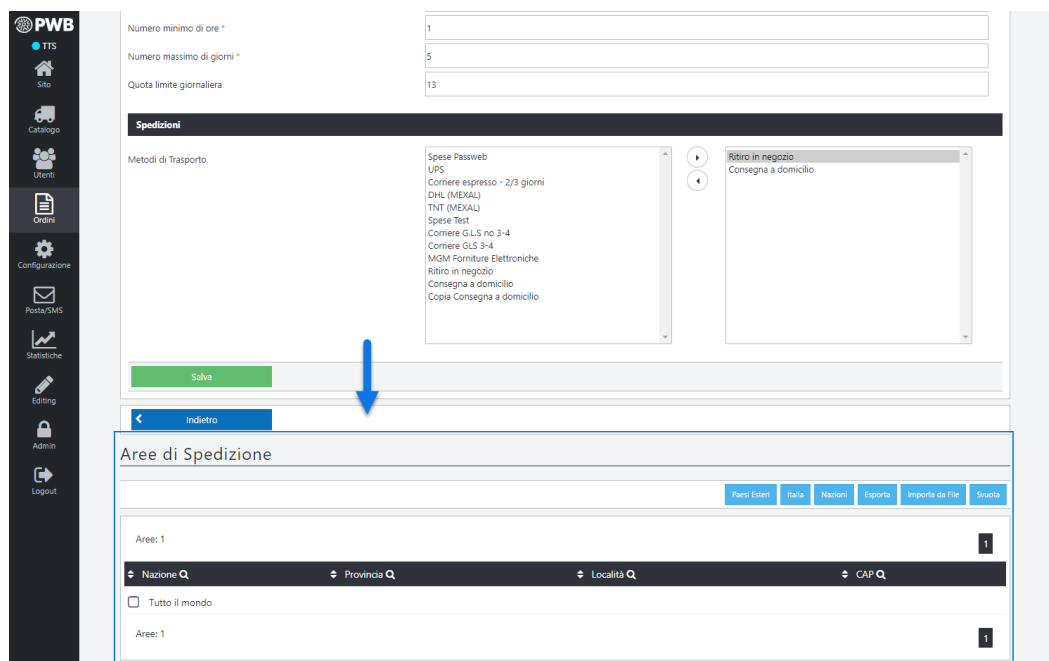 PWB
TTS
Sito
Catalogo
Utenti
Ordini
Configurazione
Posta/SMS
Statistiche
Editing
Admin
Logout
Numero minimo di ore * 1
Numero massimo di giorni * 5
Quota limite giornaliera 13
Spedizioni
Metodi di Trasporto
Spese Passweb
UPS
Corriere espresso - 2/3 giorni
DHL (MEXAL)
TNT (MEXAL)
Spese Test
Corriere G.L.S no 3-4
Corriere GLS 3-4
MGM Forniture Elettroniche
Ritiro in negozio
Consegna a domicilio
Copia Consegna a domicilio
Ritiro in negozio
Consegna a domicilio
Salva
Indietro
Aree di Spedizione
Paesi Esteri Italia Nazioni Esporta Importa da File Svuota
Aree: 1 1
Nazione Provincia Località CAP
Tutto il mondo
Aree: 1 1